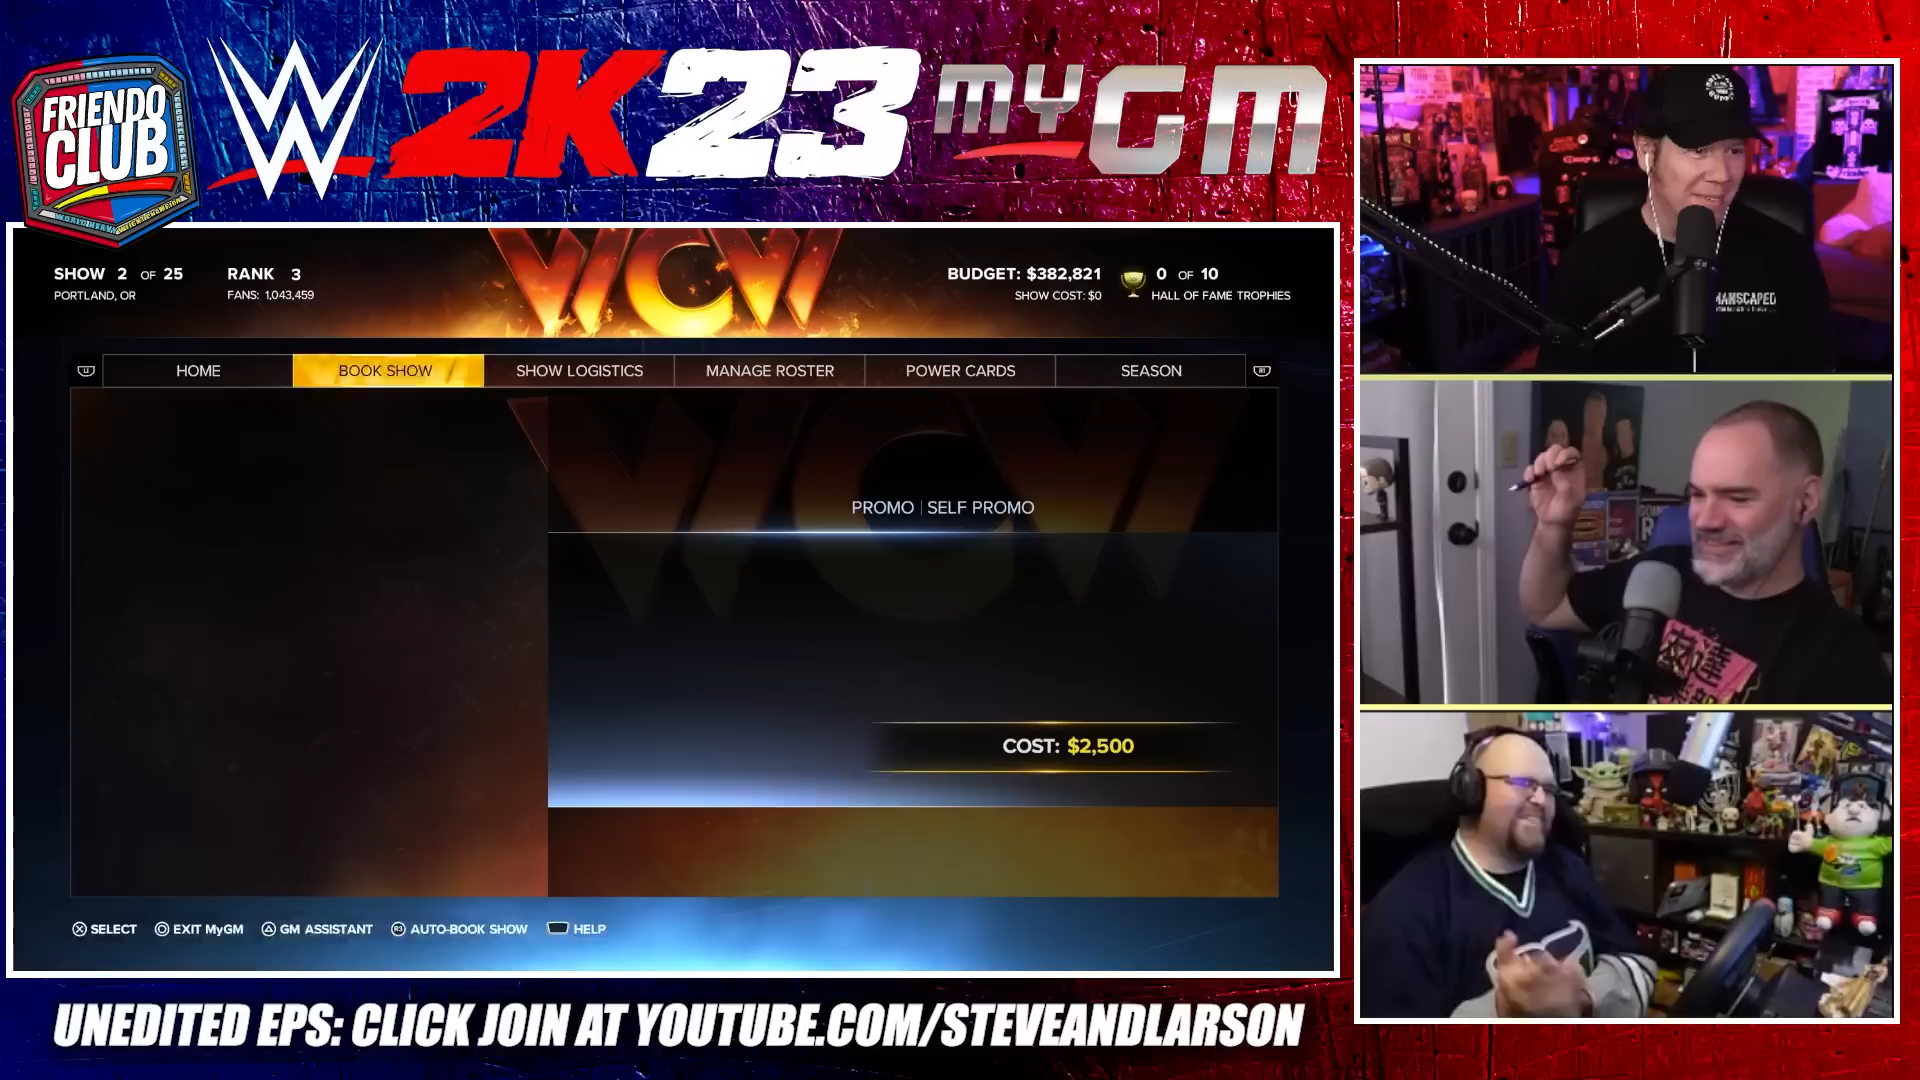 FRIENDO
CLUB
W 2K23 MyGM
WCW
SHOW 2 OF 25
PORTLAND, OR
RANK 3
FANS: 1,043,459
BUDGET: $382,821
SHOW COST: $0
0 OF 10
HALL OF FAME TROPHIES
HOME
BOOK SHOW
SHOW LOGISTICS
MANAGE ROSTER
POWER CARDS
SEASON
PROMO | SELF PROMO
COST: $2,500
SELECT
EXIT MyGM
GM ASSISTANT
R3 AUTO-BOOK SHOW
HELP
MANSCAPED
UNEDITED EPS: CLICK JOIN AT YOUTUBE.COM/STEVEANDLARSON